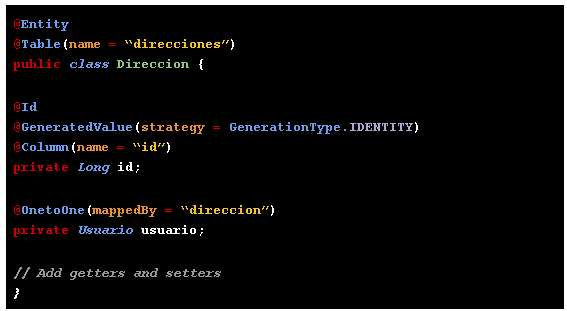 @Entity
@Table(name = “direcciones”)
public class Direccion {
@Id
@GeneratedValue(strategy = GenerationType.IDENTITY)
@Column(name = “id”)
private Long id;
@OnetoOne(mappedBy = “direccion”)
private Usuario usuario;
// Add getters and setters
}